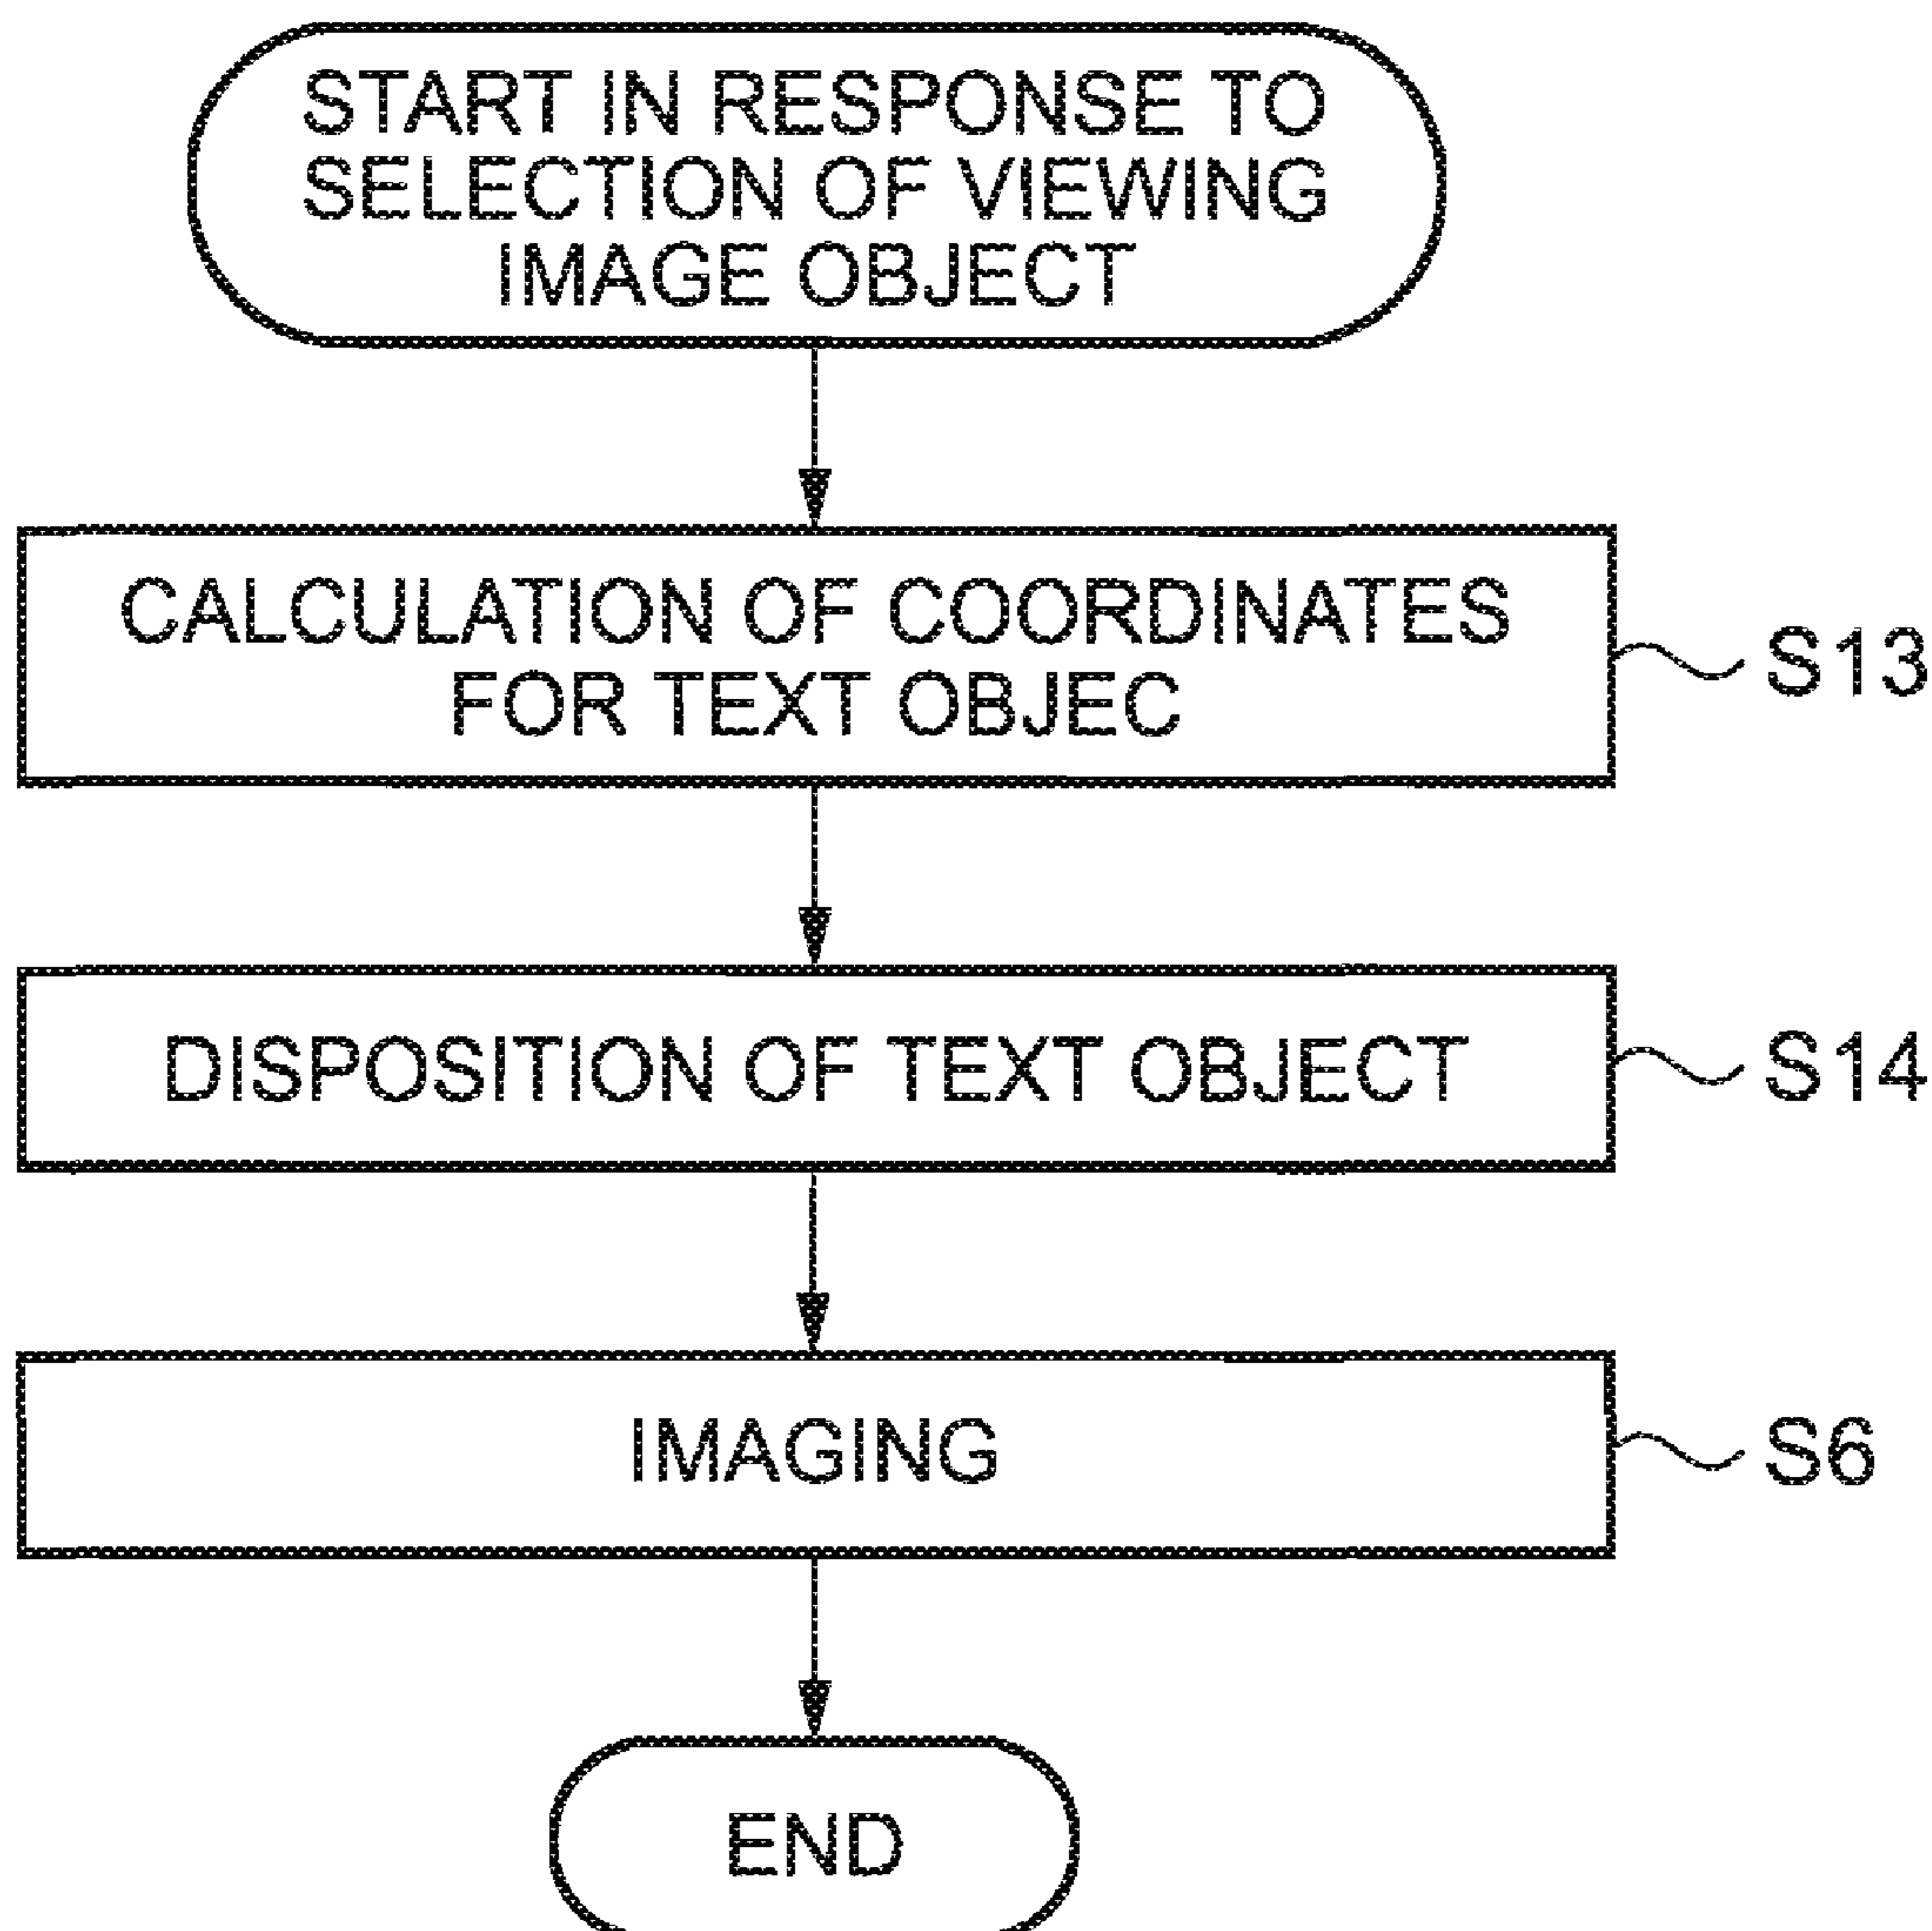 START IN RESPONSE TO
SELECTION OF VIEWING
IMAGE OBJECT
CALCULATION OF COORDINATES
FOR TEXT OBJEC
S13
DISPOSITION OF TEXT OBJECT
S14
IMAGING
S6
END